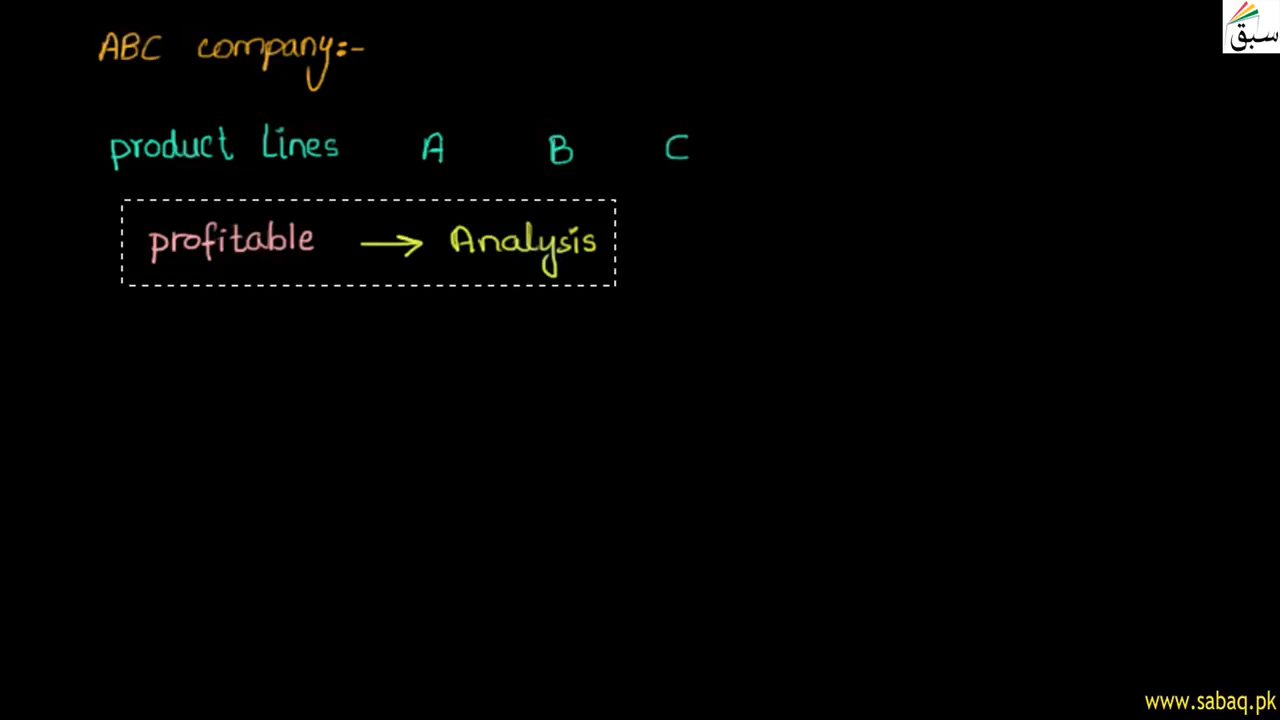 ABC company:-
سبق
product Lines A B C
profitable → Analysis
www.sabaq.pk